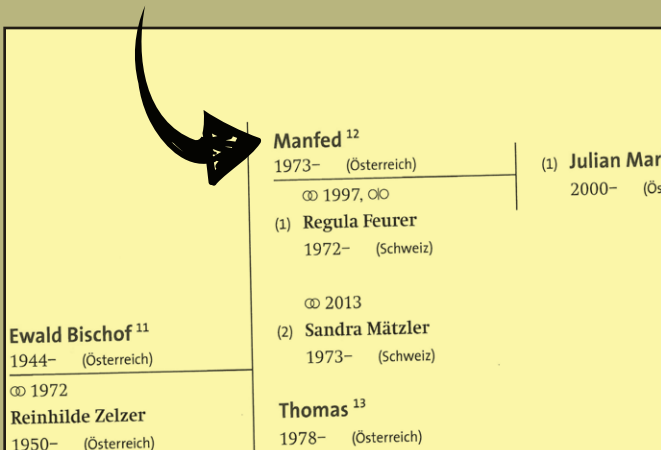 Manfed 12
1973– (Österreich)
⚭ 1997, o|o
(1) Regula Feurer
1972– (Schweiz)
⚭ 2013
(2) Sandra Mätzler
1973– (Schweiz)
Thomas 13
1978– (Österreich)
(1) Julian Mar
2000– (Ös
Ewald Bischof 11
1944– (Österreich)
⚭ 1972
Reinhilde Zelzer
1950– (Österreich)